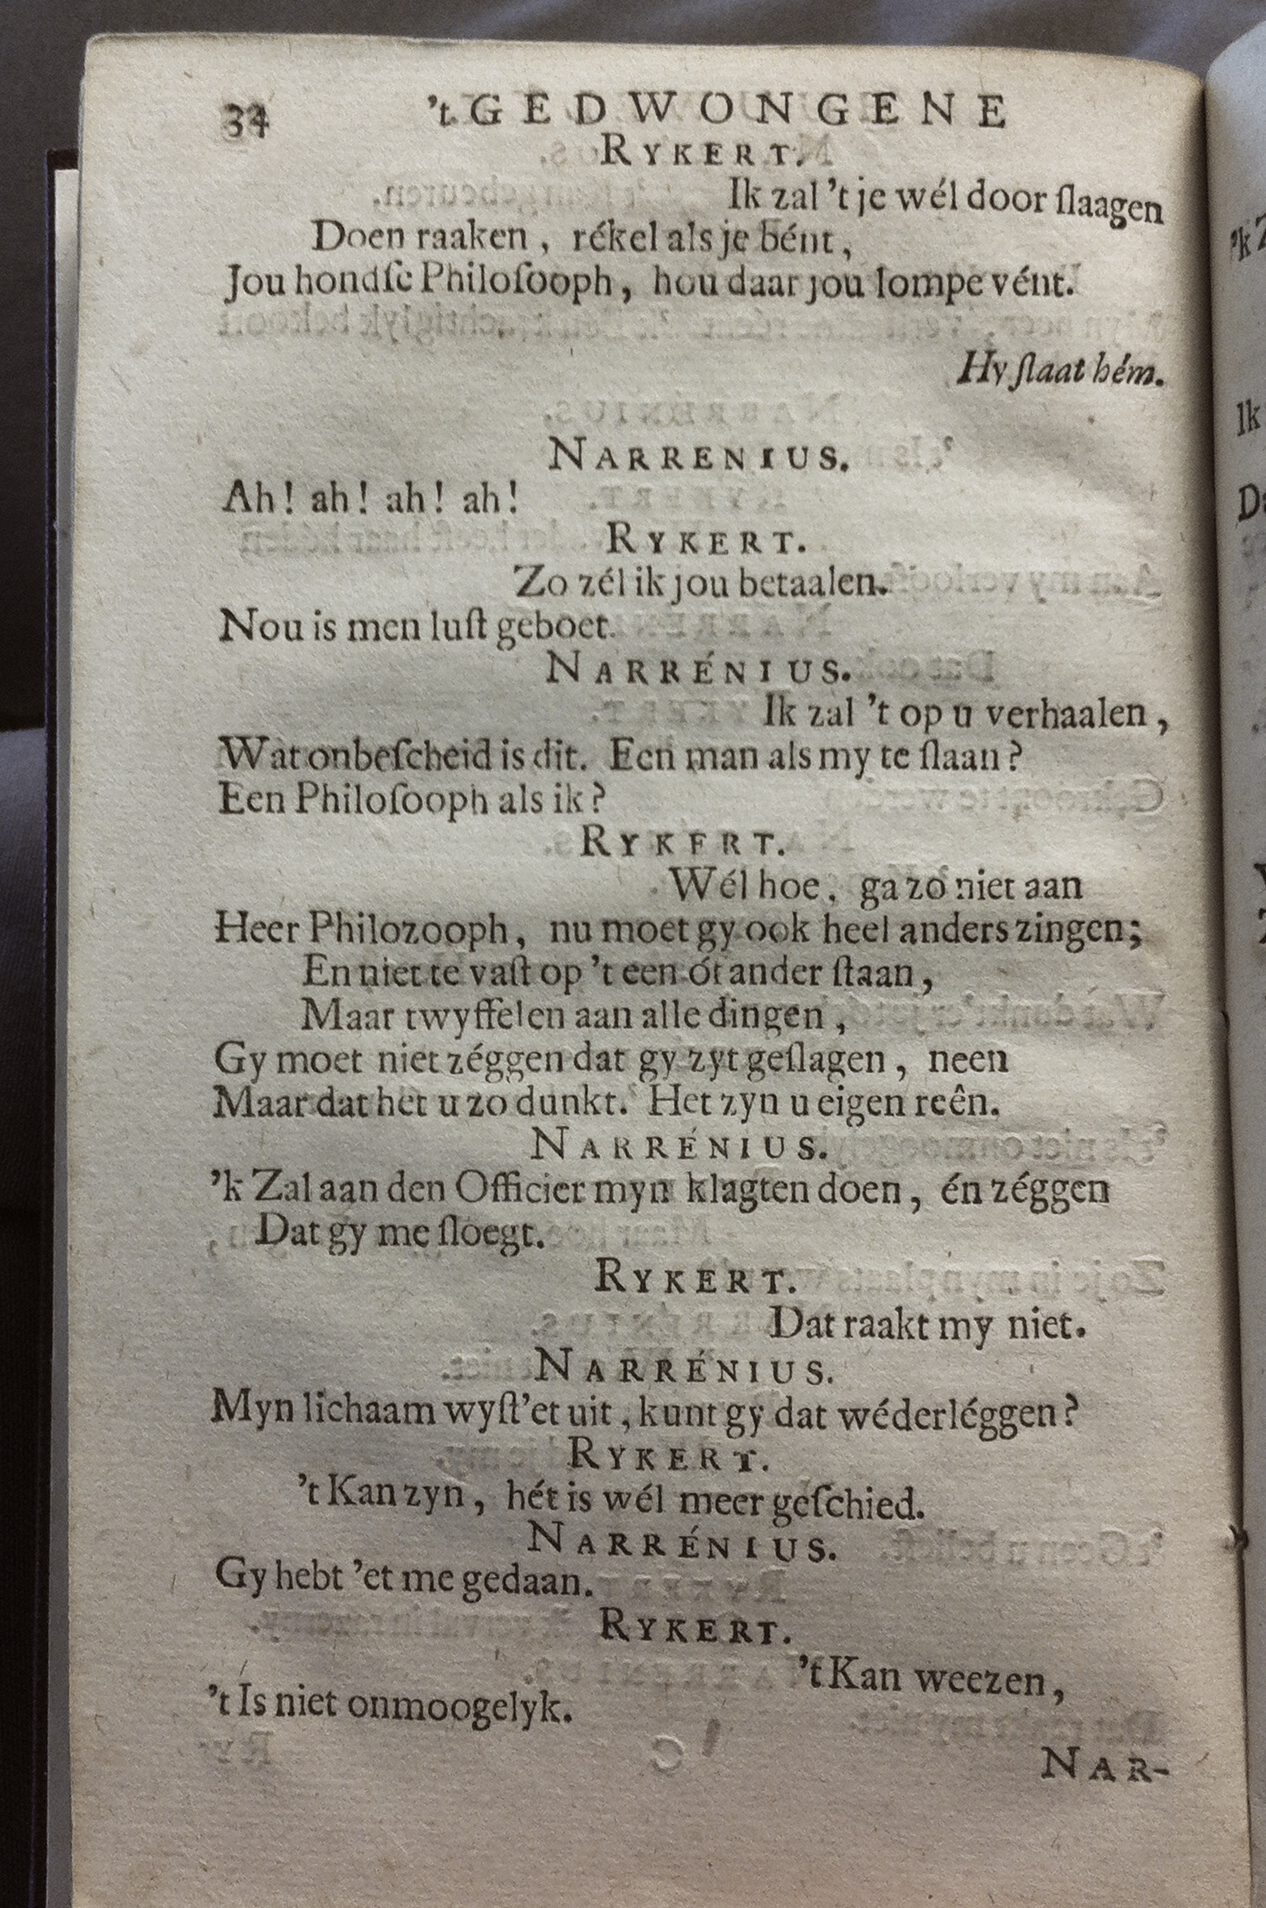 34 't GEDWONGENE
RYKERT.
Ik zal 't je wél door ſlaagen
Doen raaken, rékel als je bént,
Jou hondſe Philoſooph, hou daar jou lompe vént.
Hy ſlaat hém.
NARRENIUS.
Ah! ah! ah! ah!
RYKERT.
Zo zél ik jou betaalen.
Nou is men luſt geboet.
NARRÉNIUS.
Ik zal 't op u verhaalen,
Wat onbeſcheid is dit. Een man als my te ſlaan?
Een Philoſooph als ik?
RYKERT.
Wél hoe, ga zo niet aan
Heer Philozooph, nu moet gy ook heel anders zingen;
En niet te vaſt op 't een óf ander ſtaan,
Maar twyffelen aan alle dingen,
Gy moet niet zéggen dat gy zyt geſlagen, neen
Maar dat hét u zo dunkt. Het zyn u eigen reên.
NARRÉNIUS.
'k Zal aan den Officier myn klagten doen, én zéggen
Dat gy me ſloegt.
RYKERT.
Dat raakt my niet.
NARRÉNIUS.
Myn lichaam wyſt'et uit, kunt gy dat wéderléggen?
RYKERT.
't Kan zyn, hét is wél meer geſchied.
NARRÉNIUS.
Gy hebt 'et me gedaan.
RYKERT.
't Kan weezen,
't Is niet onmoogelyk.
NAR-